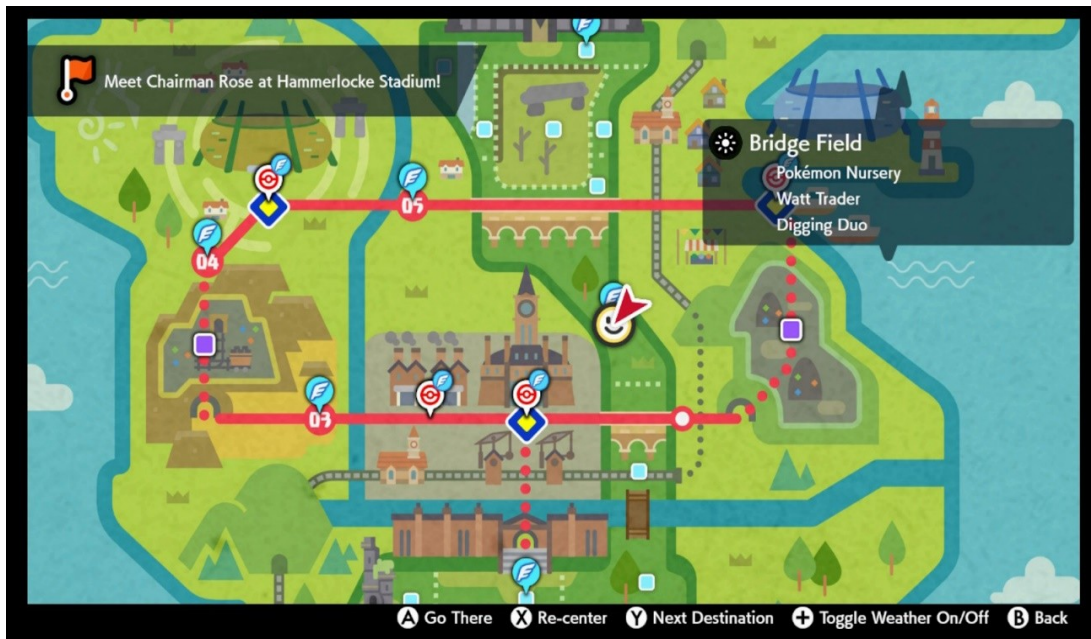 Meet Chairman Rose at Hammerlocke Stadium!
Bridge Field
Pokémon Nursery
Watt Trader
Digging Duo
05
04
03
A Go There X Re-center Y Next Destination + Toggle Weather On/Off B Back